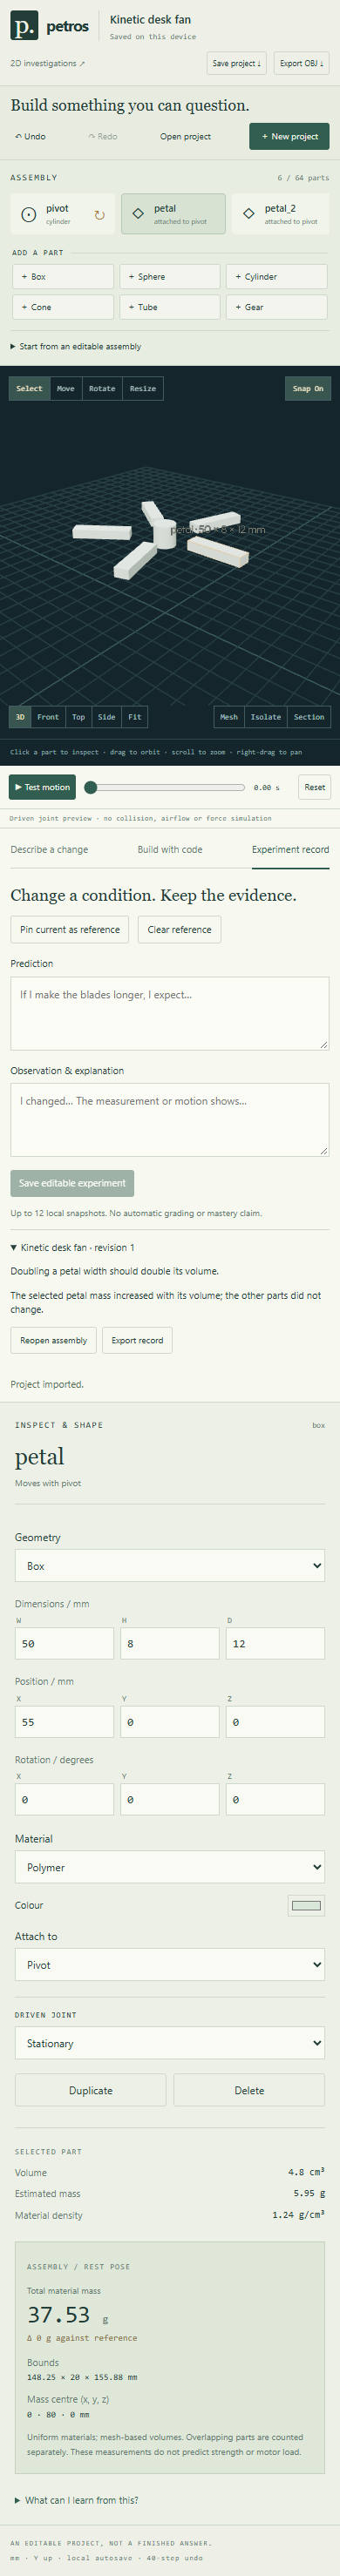 p. petros
Kinetic desk fan
Saved on this device
2D investigations ↗
Save project ↓
Export OBJ ↓
Build something you can question.
↶ Undo
↷ Redo
Open project
+ New project
ASSEMBLY
6 / 64 parts
pivot
cylinder
↻
petal
attached to pivot
petal_2
attached to pivot
ADD A PART
+ Box
+ Sphere
+ Cylinder
+ Cone
+ Tube
+ Gear
▶ Start from an editable assembly
Select
Move
Rotate
Resize
Snap On
petal · 50 × 8 × 12 mm
3D
Front
Top
Side
Fit
Mesh
Isolate
Section
Click a part to inspect · drag to orbit · scroll to zoom · right-drag to pan
▶ Test motion
0.00 s
Reset
Driven joint preview · no collision, airflow or force simulation
Describe a change
Build with code
Experiment record
Change a condition. Keep the evidence.
Pin current as reference
Clear reference
Prediction
If I make the blades longer, I expect...
Observation & explanation
I changed... The measurement or motion shows...
Save editable experiment
Up to 12 local snapshots. No automatic grading or mastery claim.
▼ Kinetic desk fan · revision 1
Doubling a petal width should double its volume.
The selected petal mass increased with its volume; the other parts did not
change.
Reopen assembly
Export record
Project imported.
INSPECT & SHAPE
box
petal
Moves with pivot
Geometry
Box
Dimensions / mm
W
H
D
50
8
12
Position / mm
X
Y
Z
55
0
0
Rotation / degrees
X
Y
Z
0
0
0
Material
Polymer
Colour
Attach to
Pivot
DRIVEN JOINT
Stationary
Duplicate
Delete
SELECTED PART
Volume
4.8 cm³
Estimated mass
5.95 g
Material density
1.24 g/cm³
ASSEMBLY / REST POSE
Total material mass
37.53 g
Δ 0 g against reference
Bounds
148.25 × 20 × 155.88 mm
Mass centre (x, y, z)
0 · 80 · 0 mm
Uniform materials; mesh-based volumes. Overlapping parts are counted
separately. These measurements do not predict strength or motor load.
▶ What can I learn from this?
AN EDITABLE PROJECT, NOT A FINISHED ANSWER.
mm · Y up · local autosave · 40-step undo